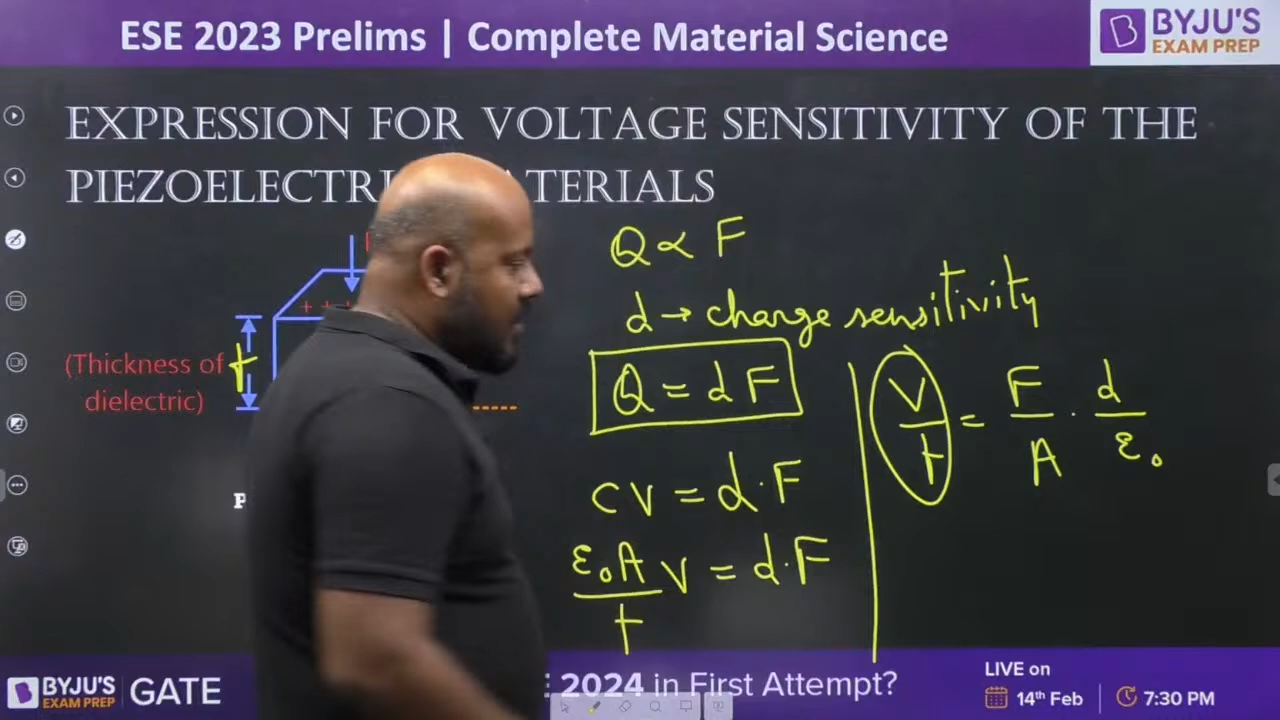 ESE 2023 Prelims | Complete Material Science
BYJU'S
EXAM PREP
EXPRESSION FOR VOLTAGE SENSITIVITY OF THE
PIEZOELECTRI ATERIALS
Q ∝ F
d → charge sensitivity
+ + +
(Thickness of t
dielectric)
Q = d F
V/t = F/A · d/ε₀
P
CV = d·F
ε₀A/t V = d·F
BYJU'S
EXAM PREP
GATE
2024 in First Attempt?
LIVE on
14th Feb | 7:30 PM